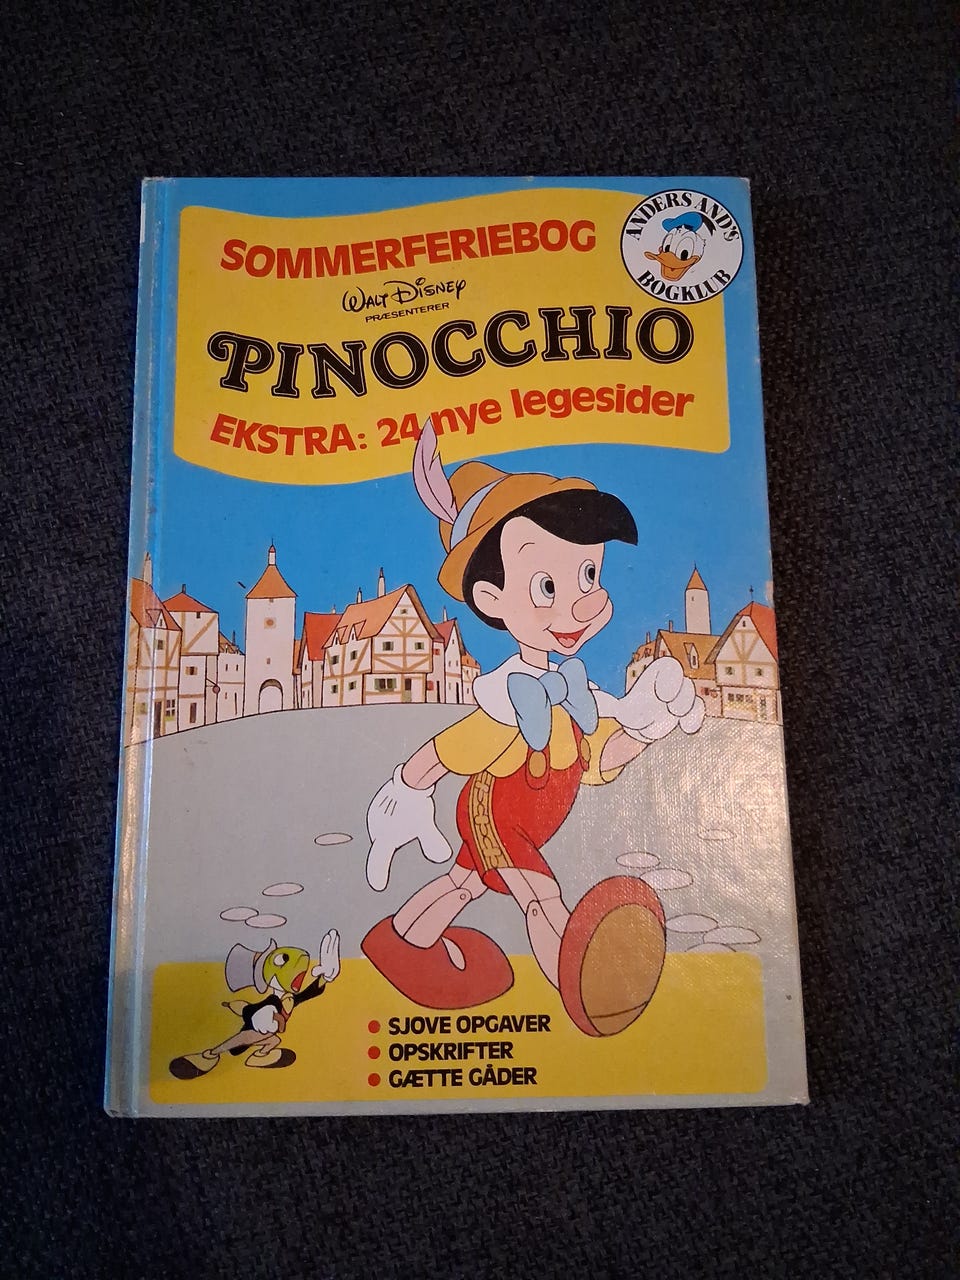 SOMMERFERIEBOG
ANDERS AND'S
BOGKLUB
WALT DISNEY
PRÆSENTERER
PINOCCHIO
EKSTRA: 24 nye legesider
• SJOVE OPGAVER
• OPSKRIFTER
• GÆTTE GÅDER